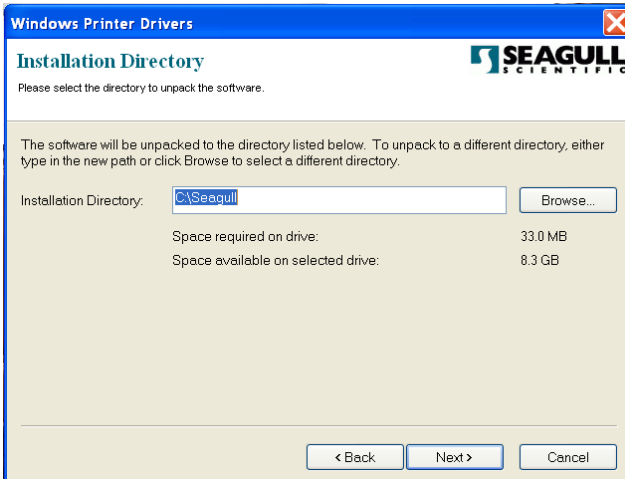 Windows Printer Drivers
Installation Directory
SEAGULL
SCIENTIFIC
Please select the directory to unpack the software.
The software will be unpacked to the directory listed below. To unpack to a different directory, either
type in the new path or click Browse to select a different directory.
Installation Directory: C:\Seagull Browse...
Space required on drive: 33.0 MB
Space available on selected drive: 8.3 GB
< Back Next > Cancel